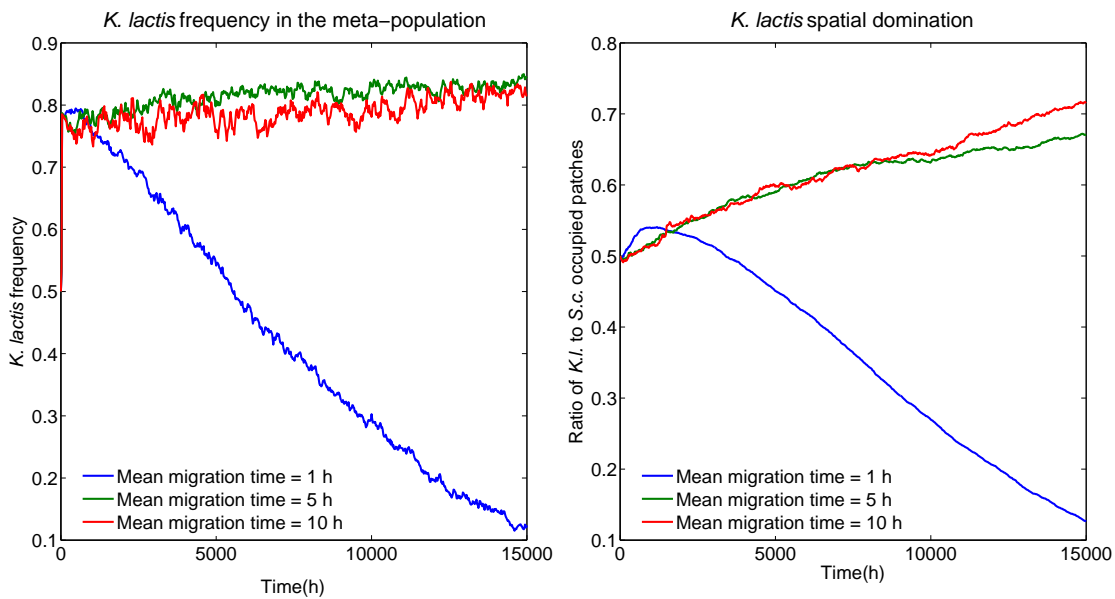 K. lactis frequency in the meta−population
0.9
0.8
0.7
0.6
0.5
0.4
0.3
0.2
0.1
K. lactis frequency
Mean migration time = 1 h
Mean migration time = 5 h
Mean migration time = 10 h
0
5000
10000
15000
Time(h)
K. lactis spatial domination
0.8
0.7
0.6
0.5
0.4
0.3
0.2
0.1
Ratio of K.l. to S.c. occupied patches
Mean migration time = 1 h
Mean migration time = 5 h
Mean migration time = 10 h
0
5000
10000
15000
Time(h)